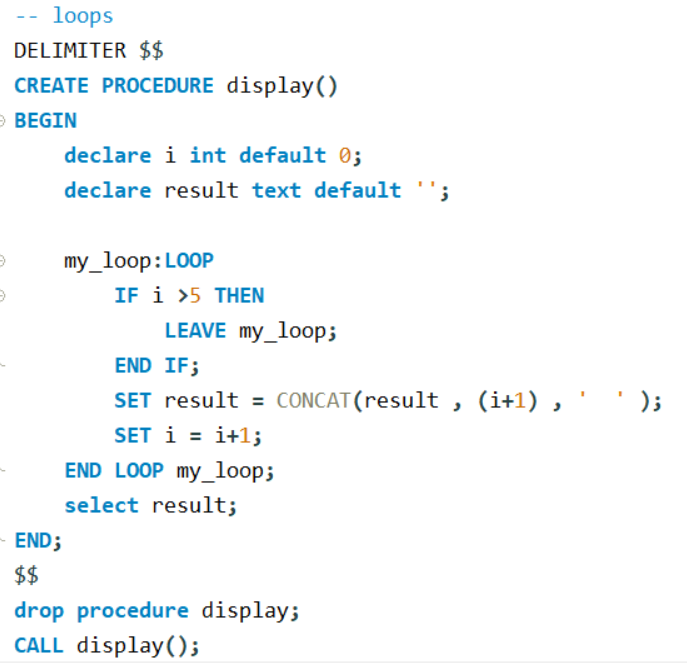 -- loops
DELIMITER $$
CREATE PROCEDURE display()
BEGIN
    declare i int default 0;
    declare result text default '';

    my_loop:LOOP
        IF i >5 THEN
            LEAVE my_loop;
        END IF;
        SET result = CONCAT(result , (i+1) , '  ' );
        SET i = i+1;
    END LOOP my_loop;
    select result;
END;
$$
drop procedure display;
CALL display();